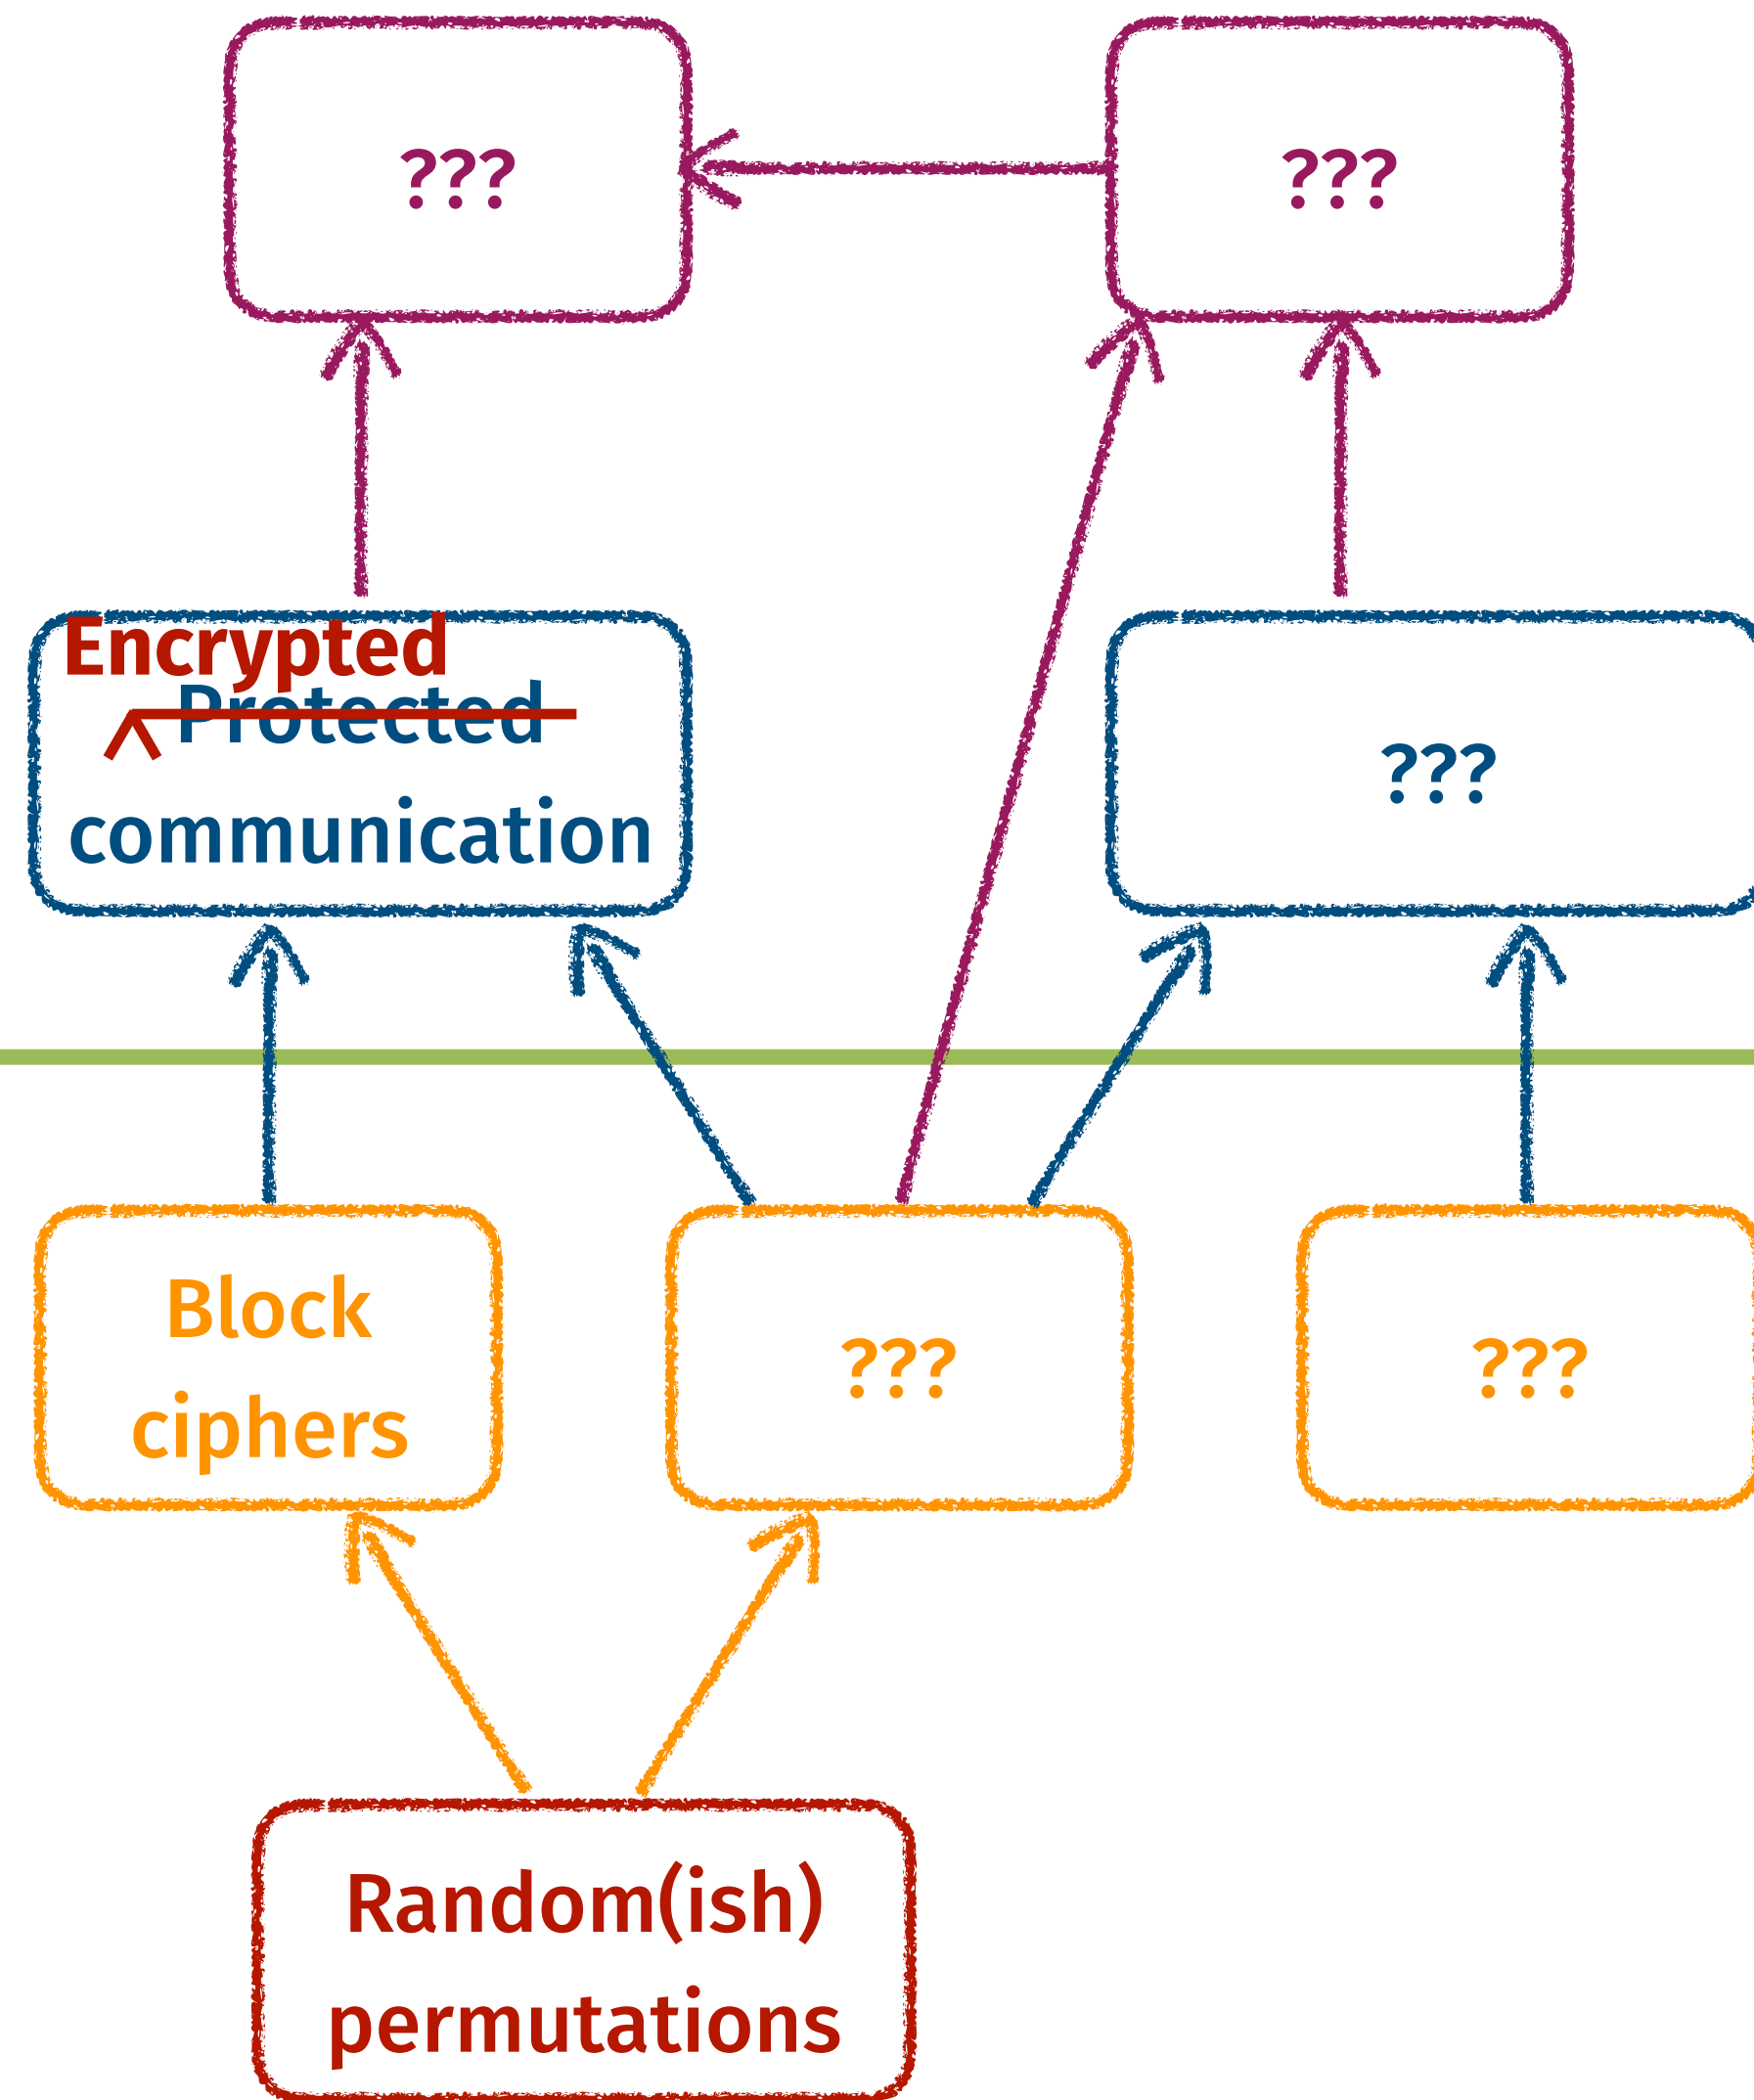 ???
???
Encrypted
Protected
communication
???
Block
ciphers
???
???
Random(ish)
permutations